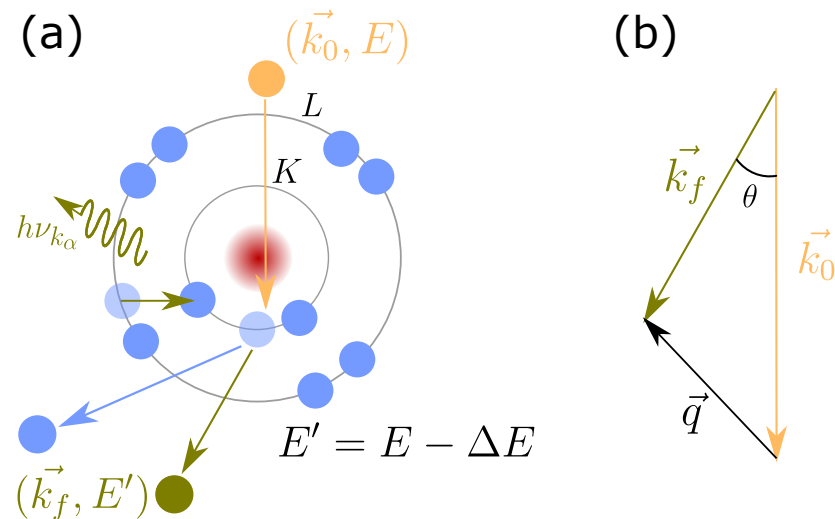 (a)
(b)
(k⃗₀, E)
L
K
hν_{k_α}
k⃗_f
θ
k⃗₀
q⃗
E′ = E − ΔE
(k⃗_f, E′)